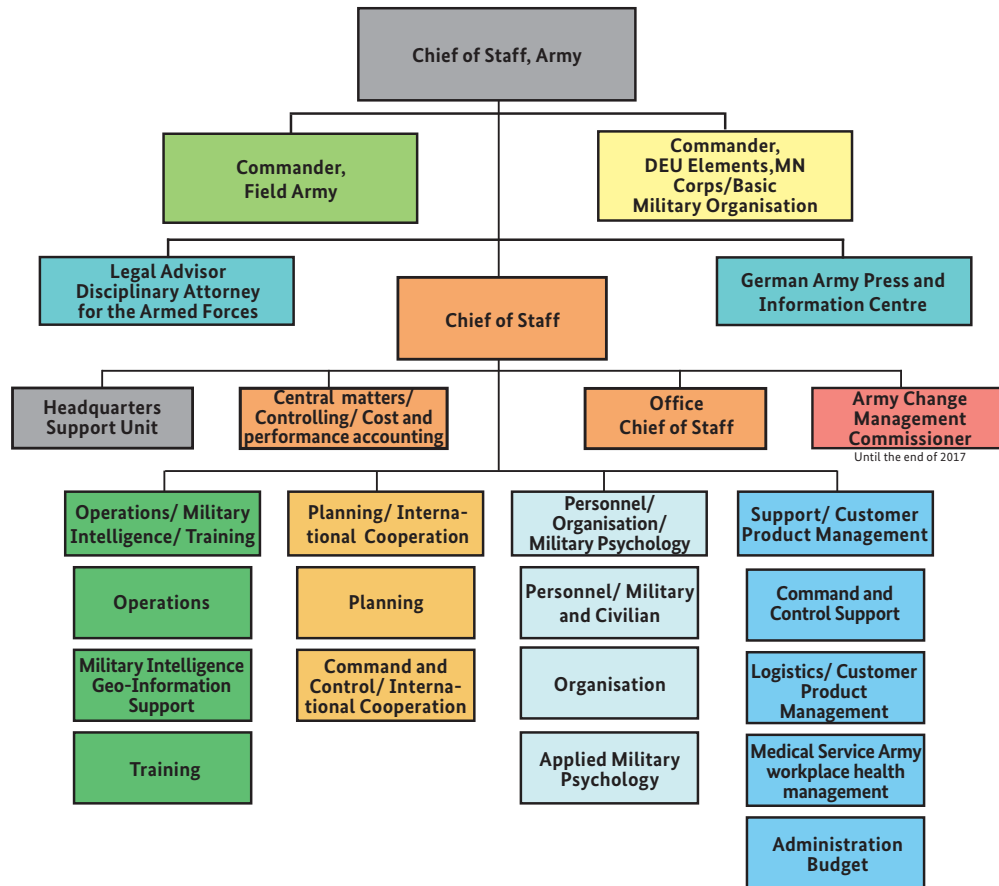 Chief of Staff, Army
Commander,
Field Army
Commander,
DEU Elements,MN
Corps/Basic
Military Organisation
Legal Advisor
Disciplinary Attorney
for the Armed Forces
Chief of Staff
German Army Press and
Information Centre
Headquarters
Support Unit
Central matters/
Controlling/ Cost and
performance accounting
Office
Chief of Staff
Army Change
Management
Commissioner
Until the end of 2017
Operations/ Military
Intelligence/ Training
Planning/ Interna-
tional Cooperation
Personnel/
Organisation/
Military Psychology
Support/ Customer
Product Management
Operations
Planning
Personnel/ Military
and Civilian
Command and
Control Support
Military Intelligence
Geo-Information
Support
Command and
Control/ Interna-
tional Cooperation
Organisation
Logistics/ Customer
Product
Management
Training
Applied Military
Psychology
Medical Service Army
workplace health
management
Administration
Budget